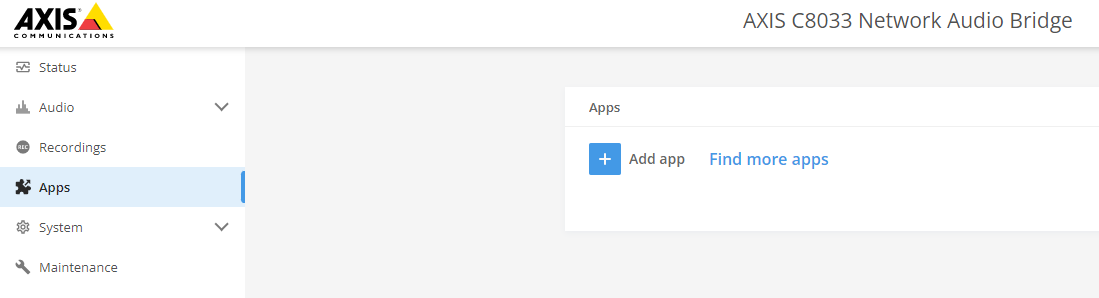 AXIS
COMMUNICATIONS
AXIS C8033 Network Audio Bridge
Status
Audio
REC Recordings
Apps
System
Maintenance
Apps
+ Add app Find more apps